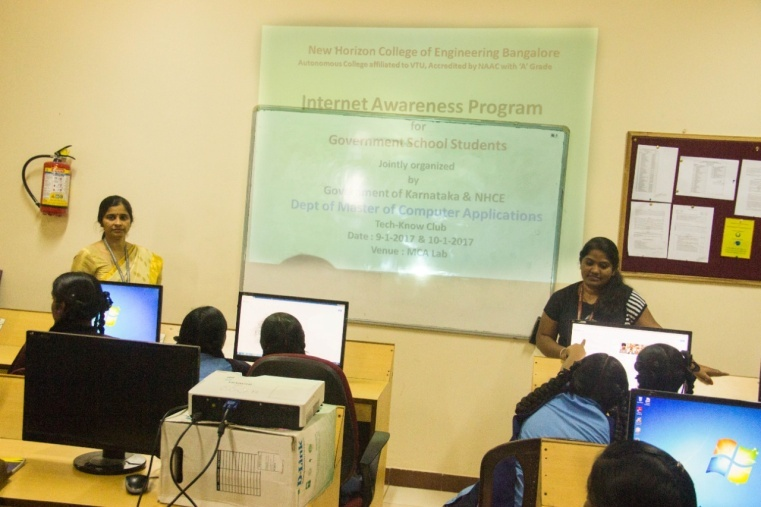 New Horizon College of Engineering Bangalore
Autonomous College affiliated to VTU, Accredited by NAAC with 'A' Grade
Internet Awareness Program
for
Government School Students
Jointly organized
by
Government of Karnataka & NHCE
Dept of Master of Computer Applications
Tech-Know Club
Date : 9-1-2017 & 10-1-2017
Venue : MCA Lab
D-Link